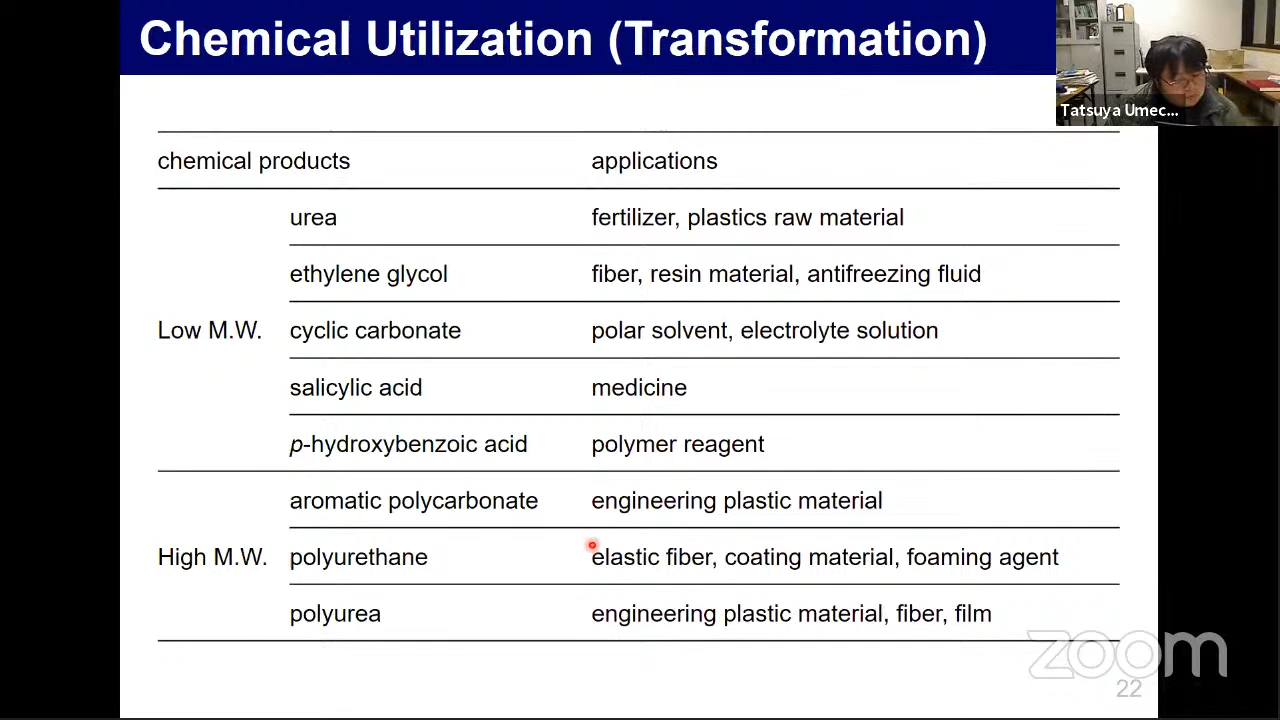 Chemical Utilization (Transformation)
Tatsuya Umec...
chemical products applications
urea fertilizer, plastics raw material
ethylene glycol fiber, resin material, antifreezing fluid
Low M.W. cyclic carbonate polar solvent, electrolyte solution
salicylic acid medicine
p-hydroxybenzoic acid polymer reagent
aromatic polycarbonate engineering plastic material
High M.W. polyurethane elastic fiber, coating material, foaming agent
polyurea engineering plastic material, fiber, film
zoom
22